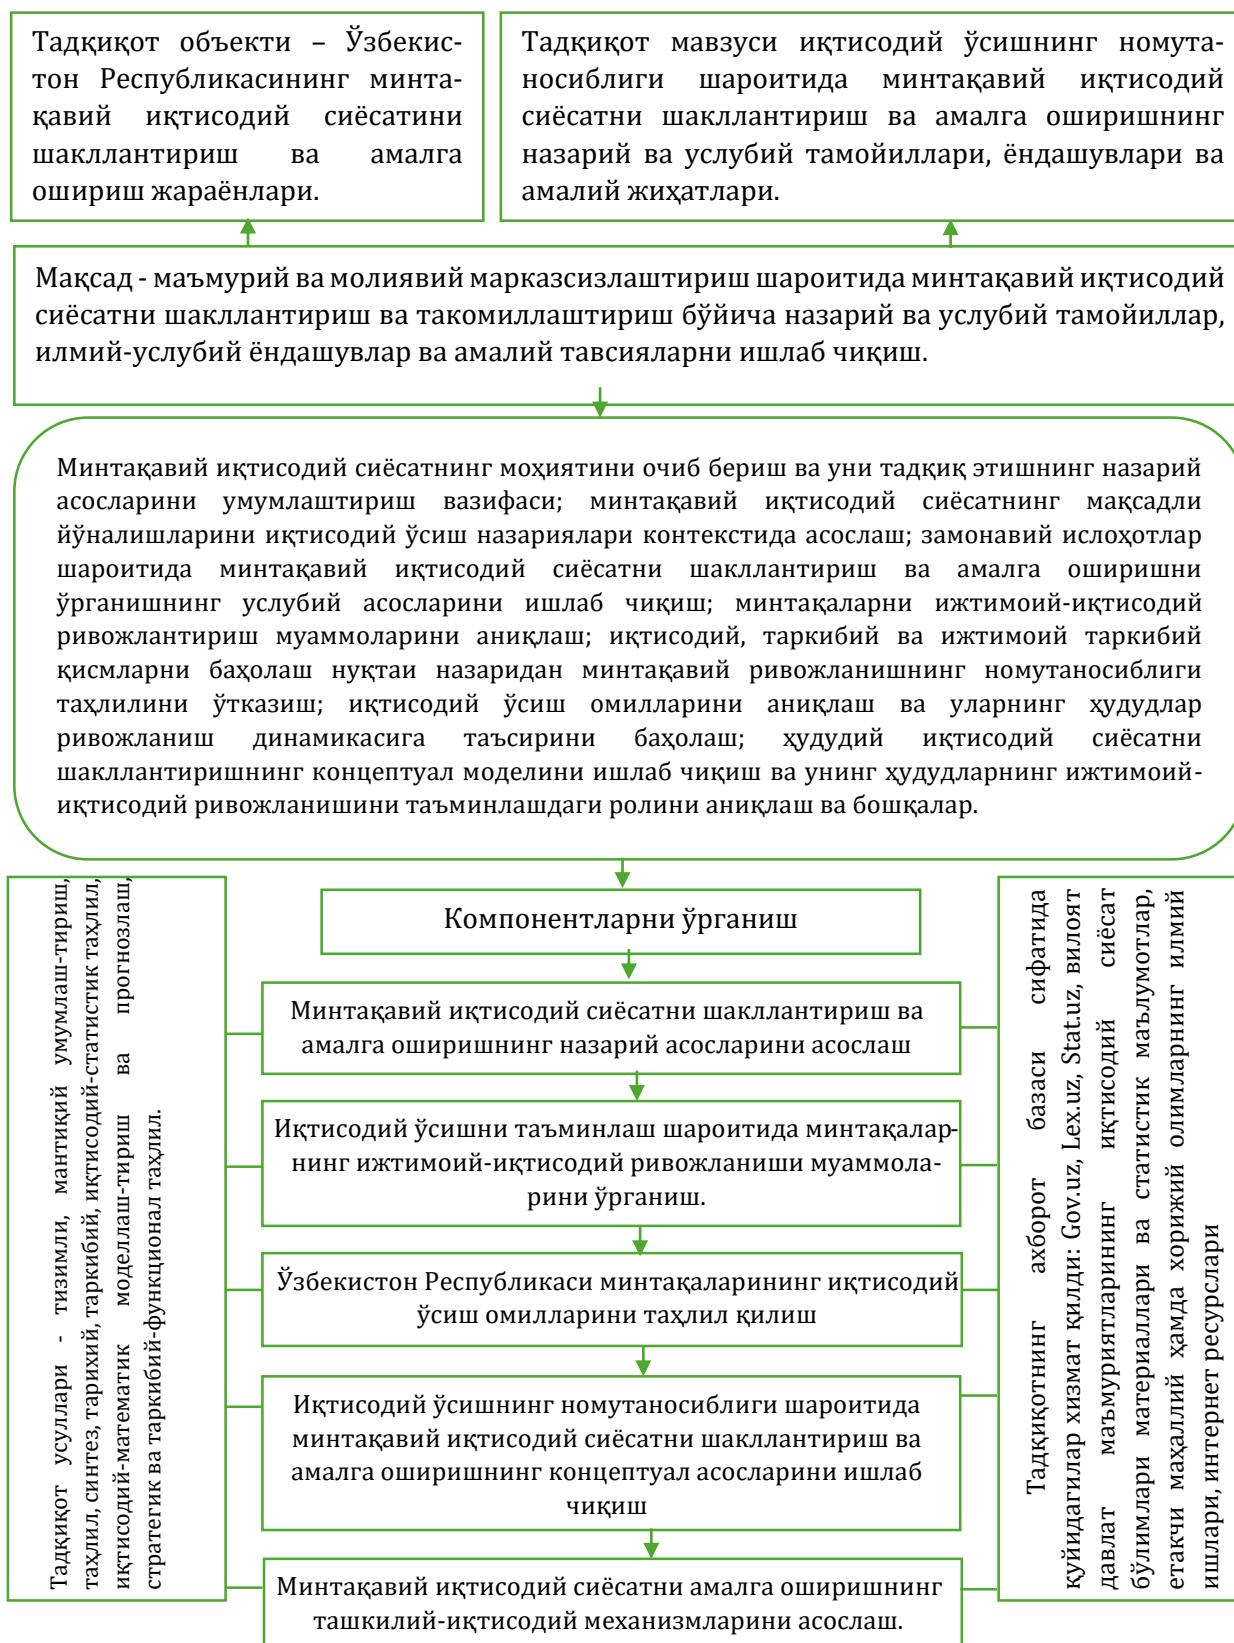 Тадқиқот объекти – Ўзбекис-
тон Республикасининг минта-
қавий иқтисодий сиёсатини
шакллантириш ва амалга
ошириш жараёнлари.
Тадқиқот мавзуси иқтисодий ўсишнинг номута-
носиблиги шароитида минтақавий иқтисодий
сиёсатни шакллантириш ва амалга оширишнинг
назарий ва услубий тамойиллари, ёндашувлари ва
амалий жиҳатлари.
Мақсад - маъмурий ва молиявий марказсизлаштириш шароитида минтақавий иқтисодий
сиёсатни шакллантириш ва такомиллаштириш бўйича назарий ва услубий тамойиллар,
илмий-услубий ёндашувлар ва амалий тавсияларни ишлаб чиқиш.
Минтақавий иқтисодий сиёсатнинг моҳиятини очиб бериш ва уни тадқиқ этишнинг назарий
асосларини умумлаштириш вазифаси; минтақавий иқтисодий сиёсатнинг мақсадли
йўналишларини иқтисодий ўсиш назариялари контекстида асослаш; замонавий ислоҳотлар
шароитида минтақавий иқтисодий сиёсатни шакллантириш ва амалга оширишни
ўрганишнинг услубий асосларини ишлаб чиқиш; минтақаларни ижтимоий-иқтисодий
ривожлантириш муаммоларини аниқлаш; иқтисодий, таркибий ва ижтимоий таркибий
қисмларни баҳолаш нуқтаи назаридан минтақавий ривожланишнинг номутаносиблиги
таҳлилини ўтказиш; иқтисодий ўсиш омилларини аниқлаш ва уларнинг ҳудудлар
ривожланиш динамикасига таъсирини баҳолаш; ҳудудий иқтисодий сиёсатни
шакллантиришнинг концептуал моделини ишлаб чиқиш ва унинг ҳудудларнинг ижтимоий-
иқтисодий ривожланишини таъминлашдаги ролини аниқлаш ва бошқалар.
Тадқиқот усуллари - тизимли, мантиқий умумлаш-тириш,
таҳлил, синтез, тарихий, таркибий, иқтисодий-статистик таҳлил,
иқтисодий-математик моделлаш-тириш ва прогнозлаш,
стратегик ва таркибий-функционал таҳлил.
Компонентларни ўрганиш
Минтақавий иқтисодий сиёсатни шакллантириш ва
амалга оширишнинг назарий асосларини асослаш
Иқтисодий ўсишни таъминлаш шароитида минтақалар-
нинг ижтимоий-иқтисодий ривожланиши муаммола-
рини ўрганиш.
Ўзбекистон Республикаси минтақаларининг иқтисодий
ўсиш омилларини таҳлил қилиш
Иқтисодий ўсишнинг номутаносиблиги шароитида
минтақавий иқтисодий сиёсатни шакллантириш ва
амалга оширишнинг концептуал асосларини ишлаб
чиқиш
Минтақавий иқтисодий сиёсатни амалга оширишнинг
ташкилий-иқтисодий механизмларини асослаш.
Тадқиқотнинг ахборот базаси сифатида
қуйидагилар хизмат қилди: Gov.uz, Lex.uz, Stat.uz, вилоят
давлат маъмуриятларининг иқтисодий сиёсат
бўлимлари материаллари ва статистик маълумотлар,
етакчи маҳаллий ҳамда хорижий олимларнинг илмий
ишлари, интернет ресурслари